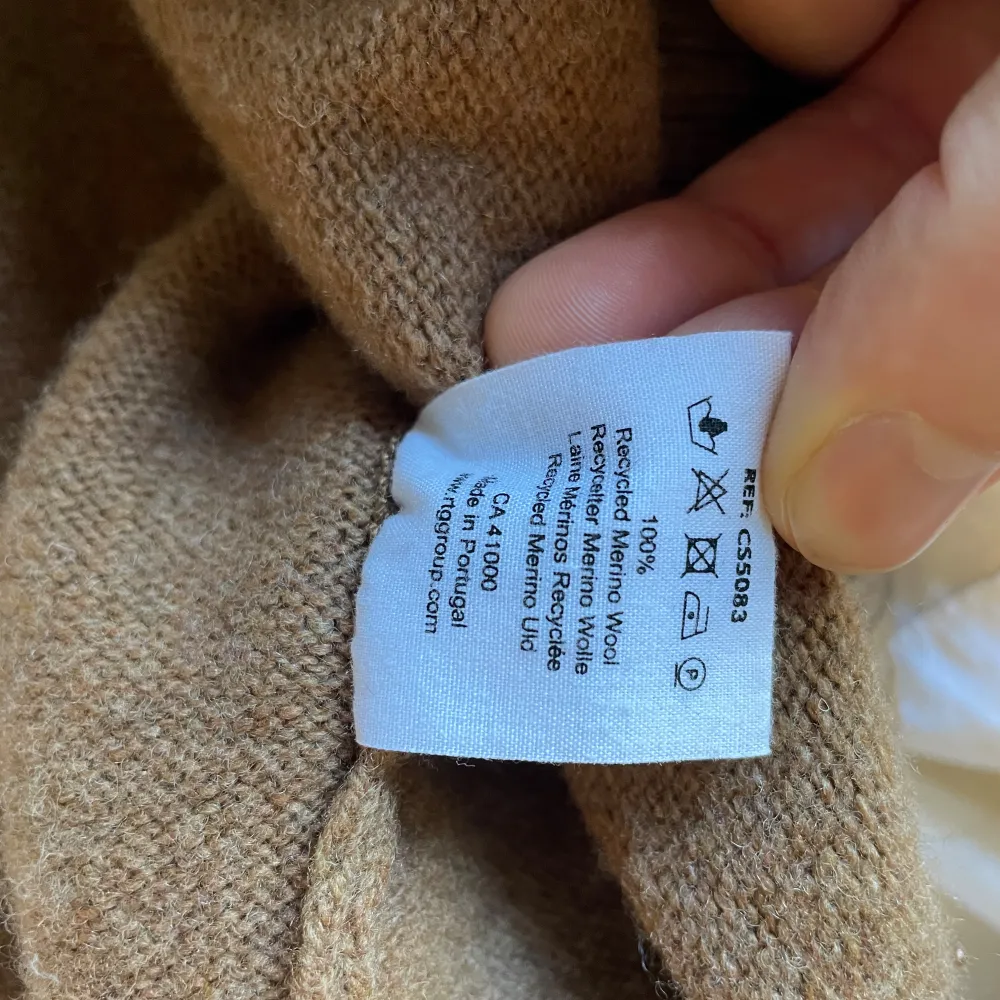 REF: CS5083
P
100%
Recycled Merino Wool
Recycelter Merino Wolle
Laine Mérinos Recyclée
Recycled Merino Uld
CA 41000
Made in Portugal
www.rtggroup.com